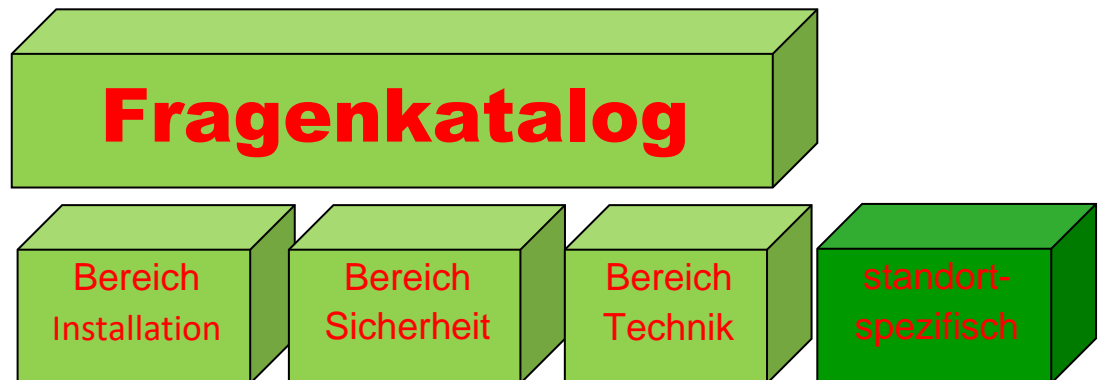 Fragenkatalog
Bereich
Installation
Bereich
Sicherheit
Bereich
Technik
standort-
spezifisch